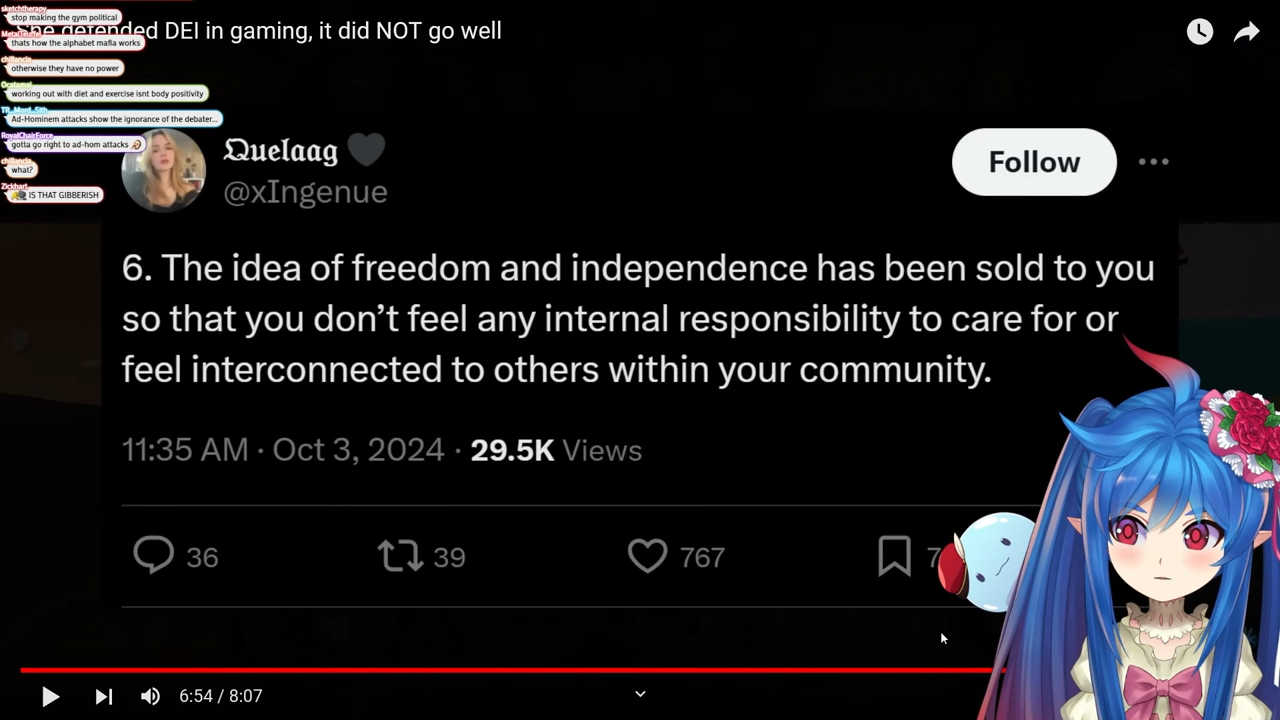 sketchtherapy
stop making the gym political
She defended DEI in gaming, it did NOT go well
thats how the alphabet mafia works
chillancis
otherwise they have no power
working out with diet and exercise isnt body positivity
TR_Mord_Sith
Ad-Hominem attacks show the ignorance of the debater...
RoyalChairForce
gotta go right to ad-hom attacks
chillancis
what?
Zickhart
IS THAT GIBBERISH
𝕼uelaag 🖤
@xIngenue
Follow
6. The idea of freedom and independence has been sold to you
so that you don’t feel any internal responsibility to care for or
feel interconnected to others within your community.
11:35 AM · Oct 3, 2024 · 29.5K Views
36
39
767
6:54 / 8:07